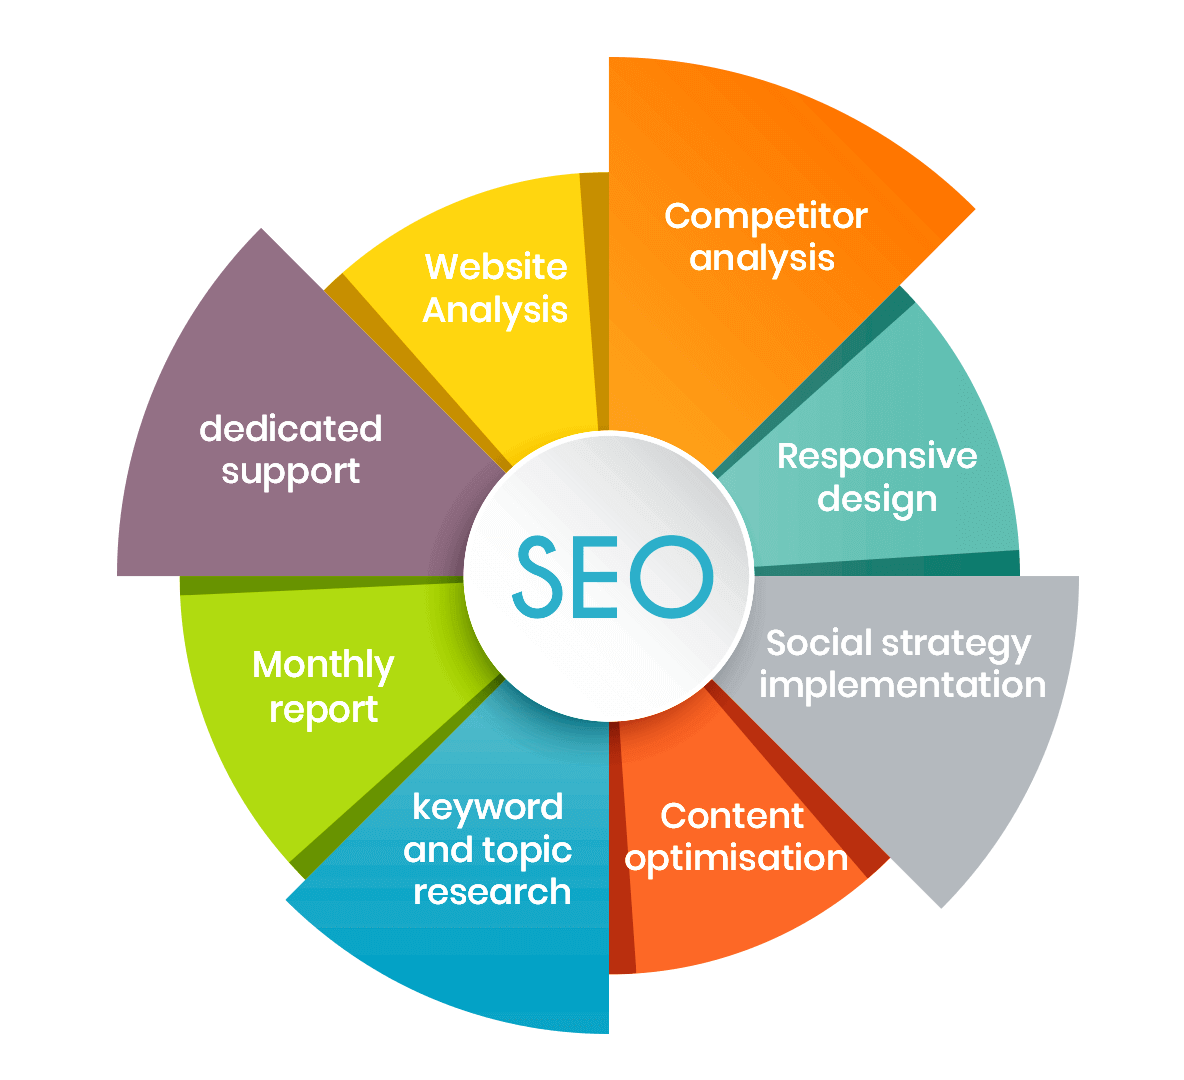 Competitor
analysis
Website
Analysis
dedicated
support
Responsive
design
SEO
Social strategy
implementation
Monthly
report
keyword
and topic
research
Content
optimisation